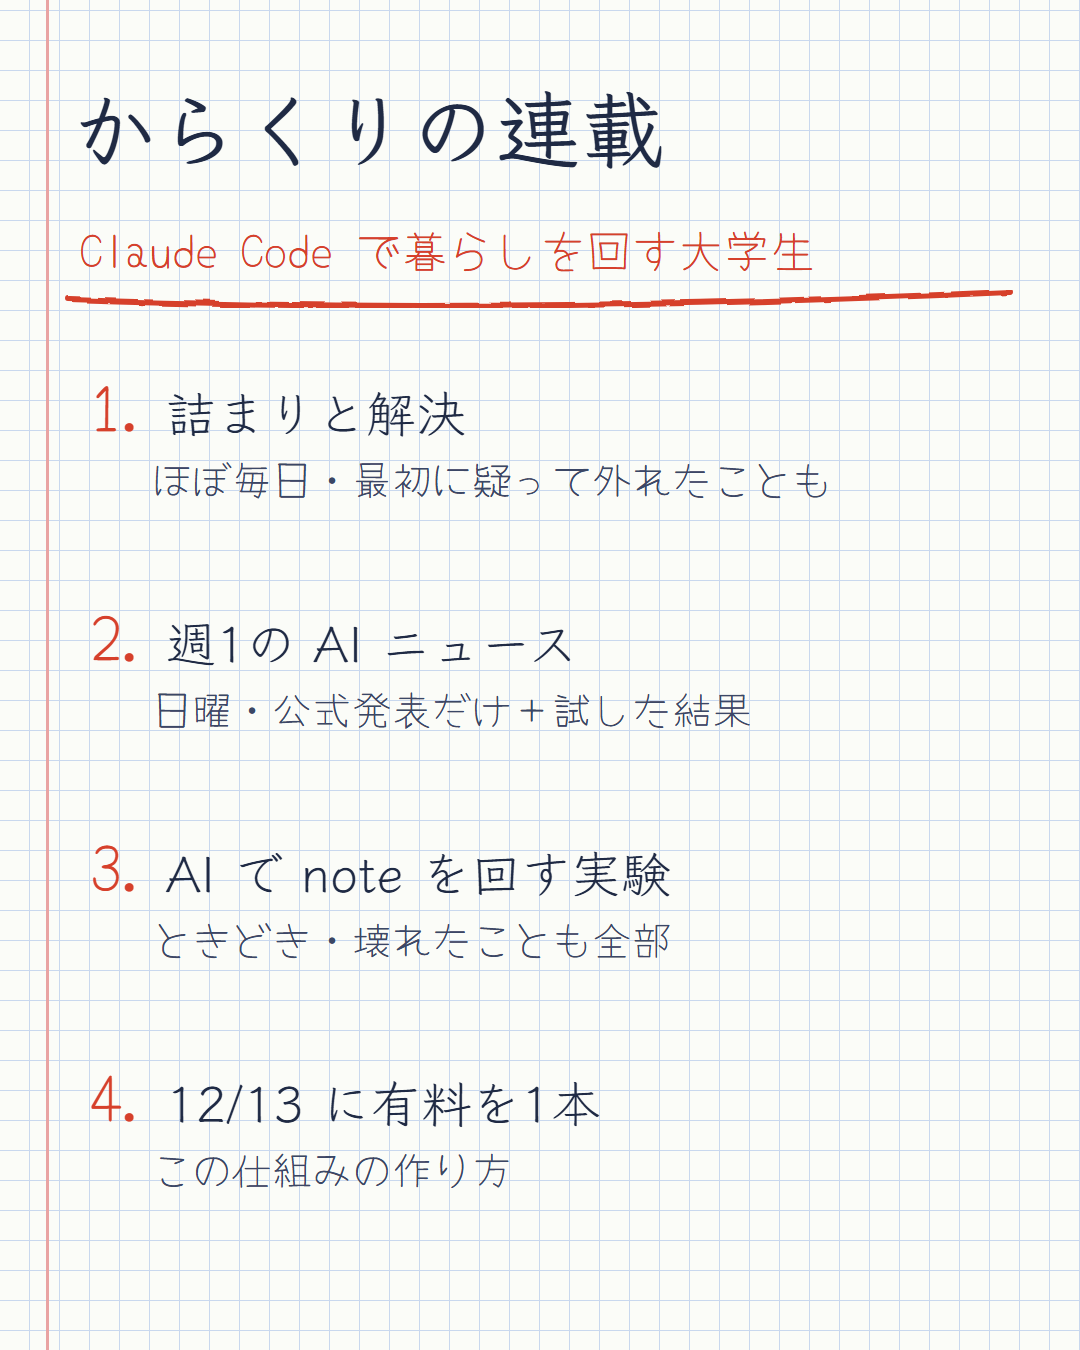 からくりの連載
Claude Code で暮らしを回す大学生
1. 詰まりと解決
ほぼ毎日・最初に疑って外れたことも
2. 週1の AI ニュース
日曜・公式発表だけ＋試した結果
3. AI で note を回す実験
ときどき・壊れたことも全部
4. 12/13 に有料を1本
この仕組みの作り方